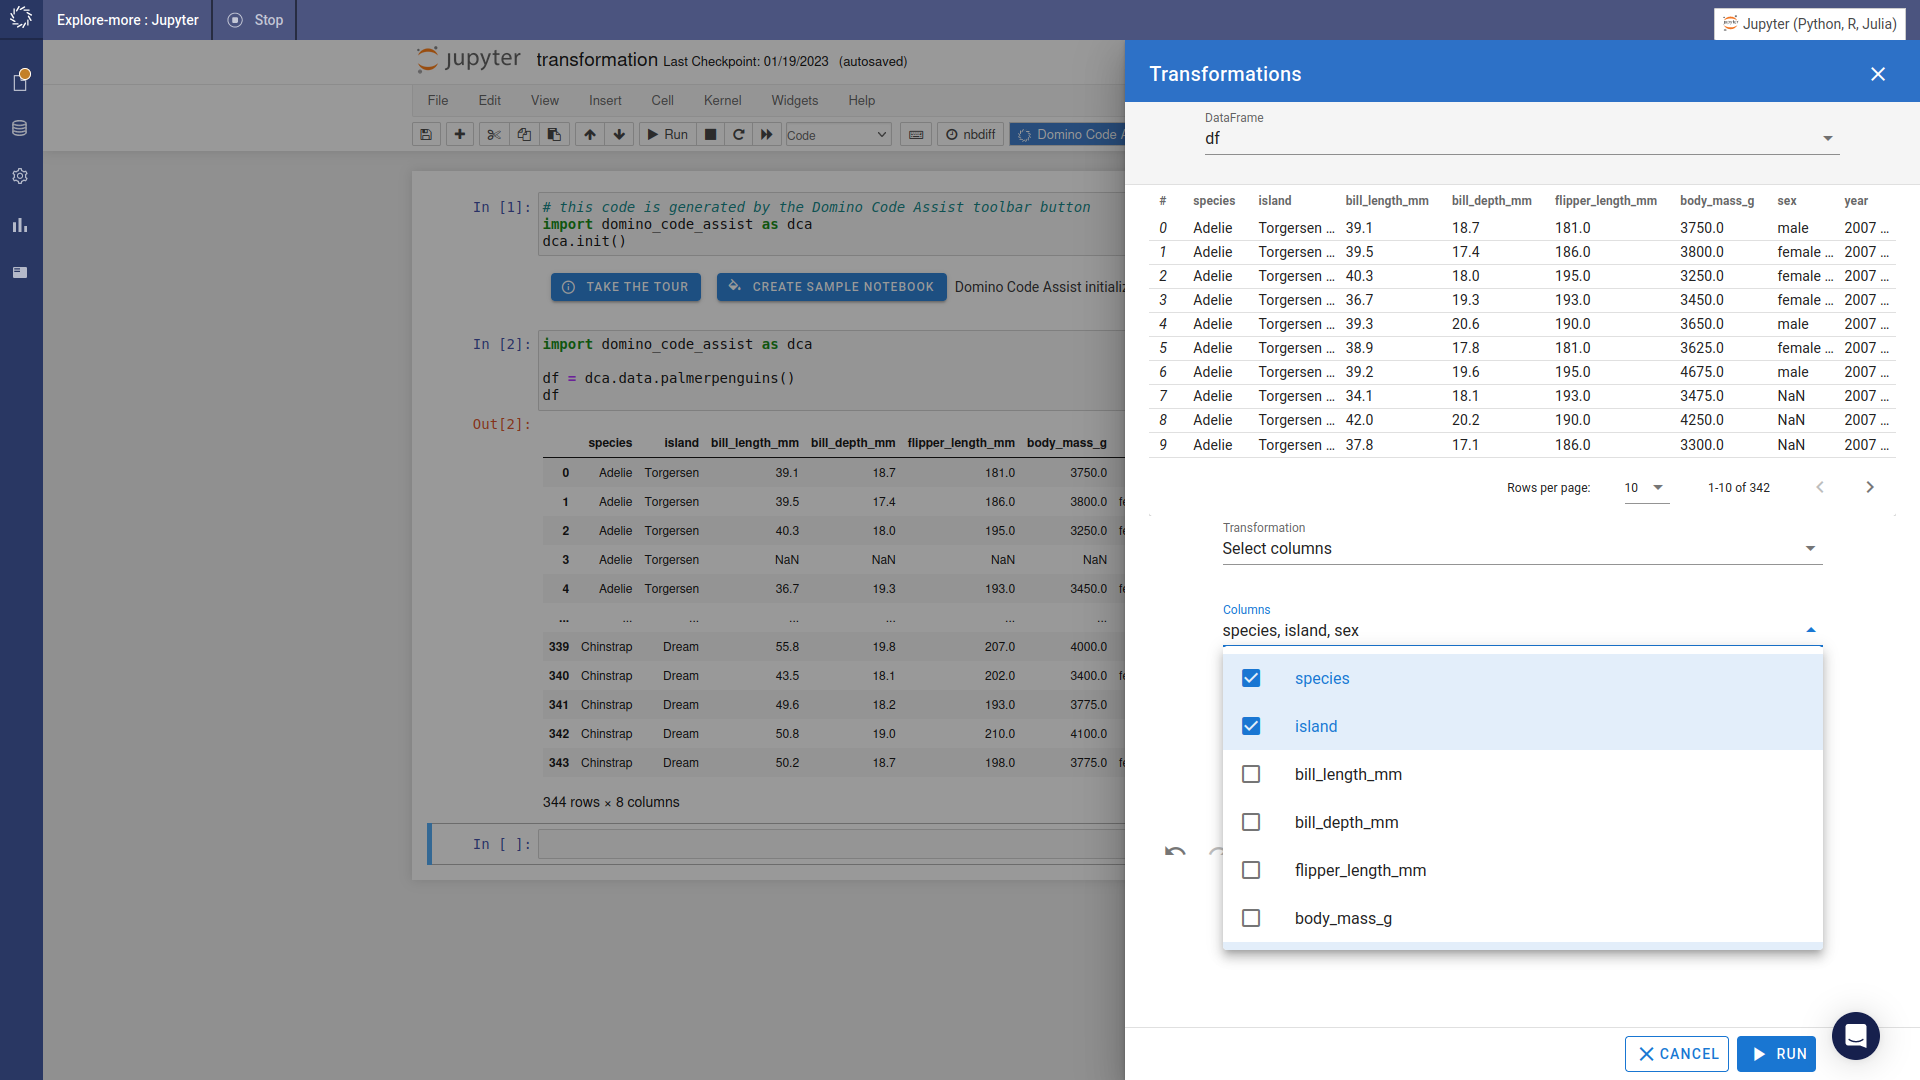 Explore-more : Jupyter
Stop
Jupyter (Python, R, Julia)
jupyter transformation Last Checkpoint: 01/19/2023 (autosaved)
File Edit View Insert Cell Kernel Widgets Help
Run Code nbdiff Domino Code A
In [1]: # this code is generated by the Domino Code Assist toolbar button
import domino_code_assist as dca
dca.init()
TAKE THE TOUR CREATE SAMPLE NOTEBOOK Domino Code Assist initializ
In [2]: import domino_code_assist as dca
df = dca.data.palmerpenguins()
df
Out[2]:
species island bill_length_mm bill_depth_mm flipper_length_mm body_mass_g
0 Adelie Torgersen 39.1 18.7 181.0 3750.0
1 Adelie Torgersen 39.5 17.4 186.0 3800.0 fe
2 Adelie Torgersen 40.3 18.0 195.0 3250.0 fe
3 Adelie Torgersen NaN NaN NaN NaN
4 Adelie Torgersen 36.7 19.3 193.0 3450.0 fe
... ... ... ... ... ... ...
339 Chinstrap Dream 55.8 19.8 207.0 4000.0
340 Chinstrap Dream 43.5 18.1 202.0 3400.0 fe
341 Chinstrap Dream 49.6 18.2 193.0 3775.0
342 Chinstrap Dream 50.8 19.0 210.0 4100.0
343 Chinstrap Dream 50.2 18.7 198.0 3775.0 fe
344 rows × 8 columns
In [ ]:
Transformations
DataFrame
df
# species island bill_length_mm bill_depth_mm flipper_length_mm body_mass_g sex year
0 Adelie Torgersen ... 39.1 18.7 181.0 3750.0 male 2007 ...
1 Adelie Torgersen ... 39.5 17.4 186.0 3800.0 female ... 2007 ...
2 Adelie Torgersen ... 40.3 18.0 195.0 3250.0 female ... 2007 ...
3 Adelie Torgersen ... 36.7 19.3 193.0 3450.0 female ... 2007 ...
4 Adelie Torgersen ... 39.3 20.6 190.0 3650.0 male 2007 ...
5 Adelie Torgersen ... 38.9 17.8 181.0 3625.0 female ... 2007 ...
6 Adelie Torgersen ... 39.2 19.6 195.0 4675.0 male 2007 ...
7 Adelie Torgersen ... 34.1 18.1 193.0 3475.0 NaN 2007 ...
8 Adelie Torgersen ... 42.0 20.2 190.0 4250.0 NaN 2007 ...
9 Adelie Torgersen ... 37.8 17.1 186.0 3300.0 NaN 2007 ...
Rows per page: 10 1-10 of 342
Transformation
Select columns
Columns
species, island, sex
species
island
bill_length_mm
bill_depth_mm
flipper_length_mm
body_mass_g
CANCEL RUN